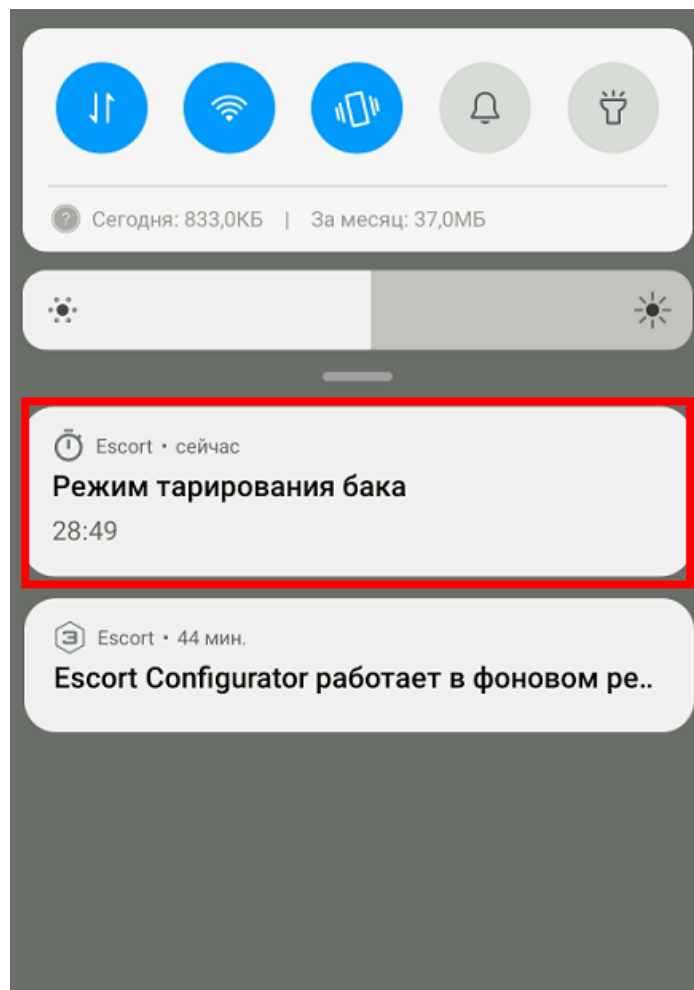 Сегодня: 833,0КБ | За месяц: 37,0МБ
Escort • сейчас
Режим тарирования бака
28:49
Escort • 44 мин.
Escort Configurator работает в фоновом ре..